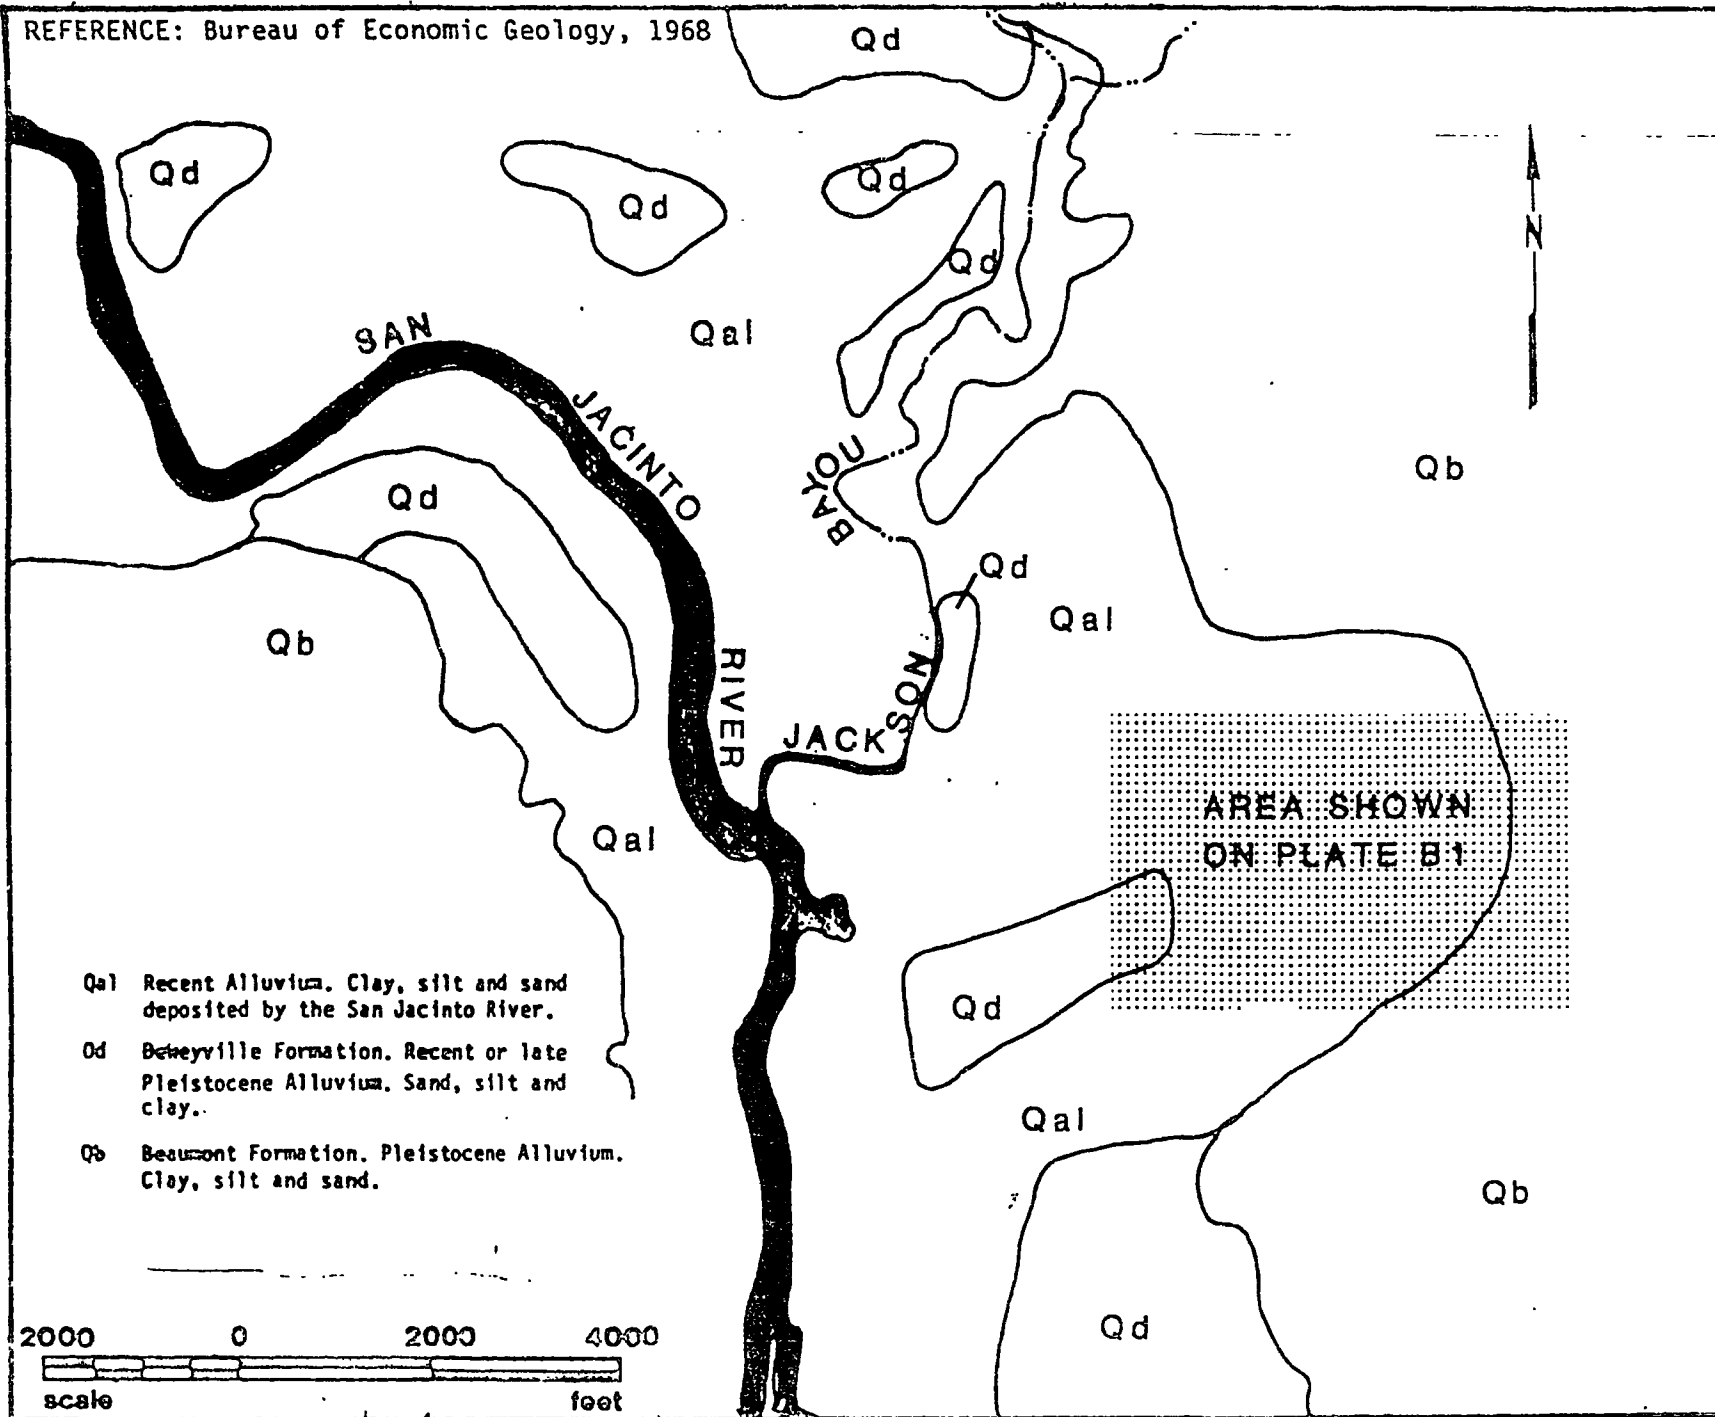 REFERENCE: Bureau of Economic Geology, 1968
Qd
Qd
Qd
Qd
Qd
N
SAN
Qal
JACINTO
BAYOU
Qb
Qd
Qd
Qal
Qb
RIVER
JACKSON
AREA SHOWN
ON PLATE B1
Qal
Qd
Qal Recent Alluvium. Clay, silt and sand
deposited by the San Jacinto River.
Qd Deweyville Formation. Recent or late
Pleistocene Alluvium. Sand, silt and
clay.
Qal
Qb Beaumont Formation. Pleistocene Alluvium.
Clay, silt and sand.
Qb
Qd
2000 0 2000 4000
scale feet